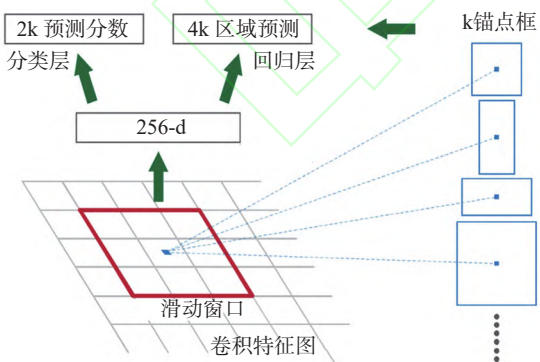 2k 预测分数
4k 区域预测
k锚点框
分类层
回归层
256-d
滑动窗口
卷积特征图